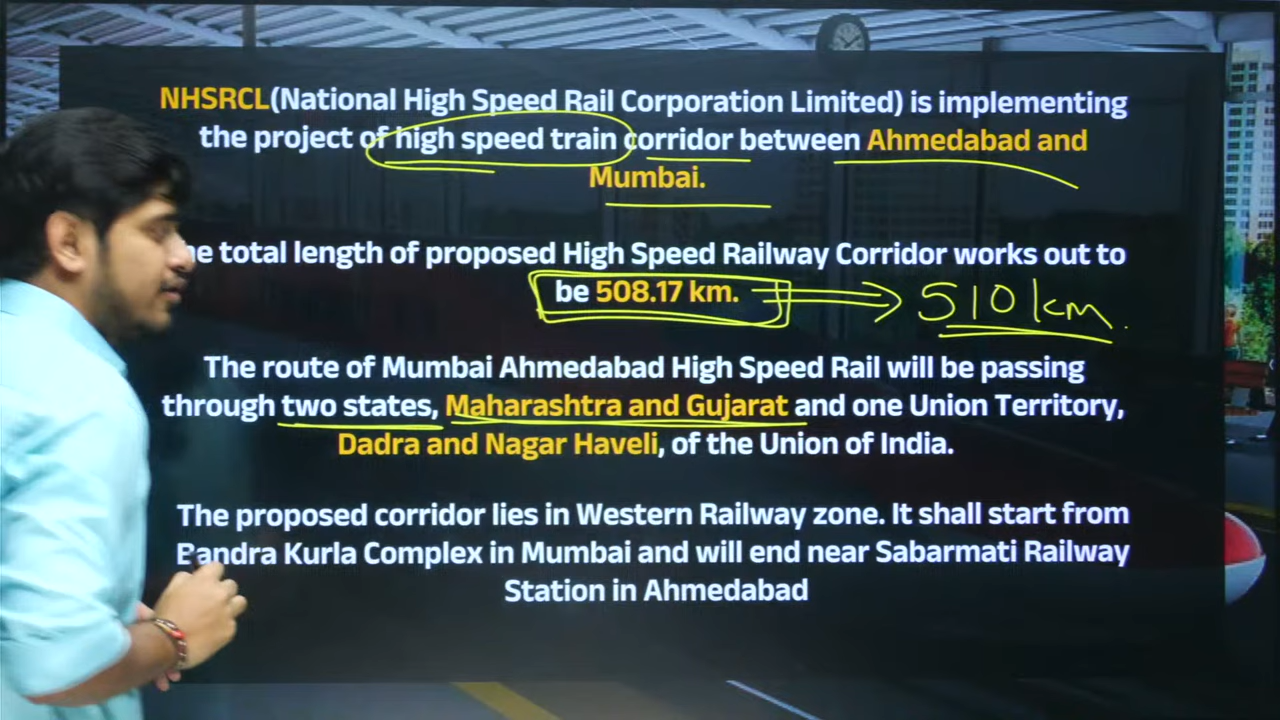 NHSRCL(National High Speed Rail Corporation Limited) is implementing
the project of high speed train corridor between Ahmedabad and
Mumbai.
he total length of proposed High Speed Railway Corridor works out to
be 508.17 km. 510 km.
The route of Mumbai Ahmedabad High Speed Rail will be passing
through two states, Maharashtra and Gujarat and one Union Territory,
Dadra and Nagar Haveli, of the Union of India.
The proposed corridor lies in Western Railway zone. It shall start from
Bandra Kurla Complex in Mumbai and will end near Sabarmati Railway
Station in Ahmedabad